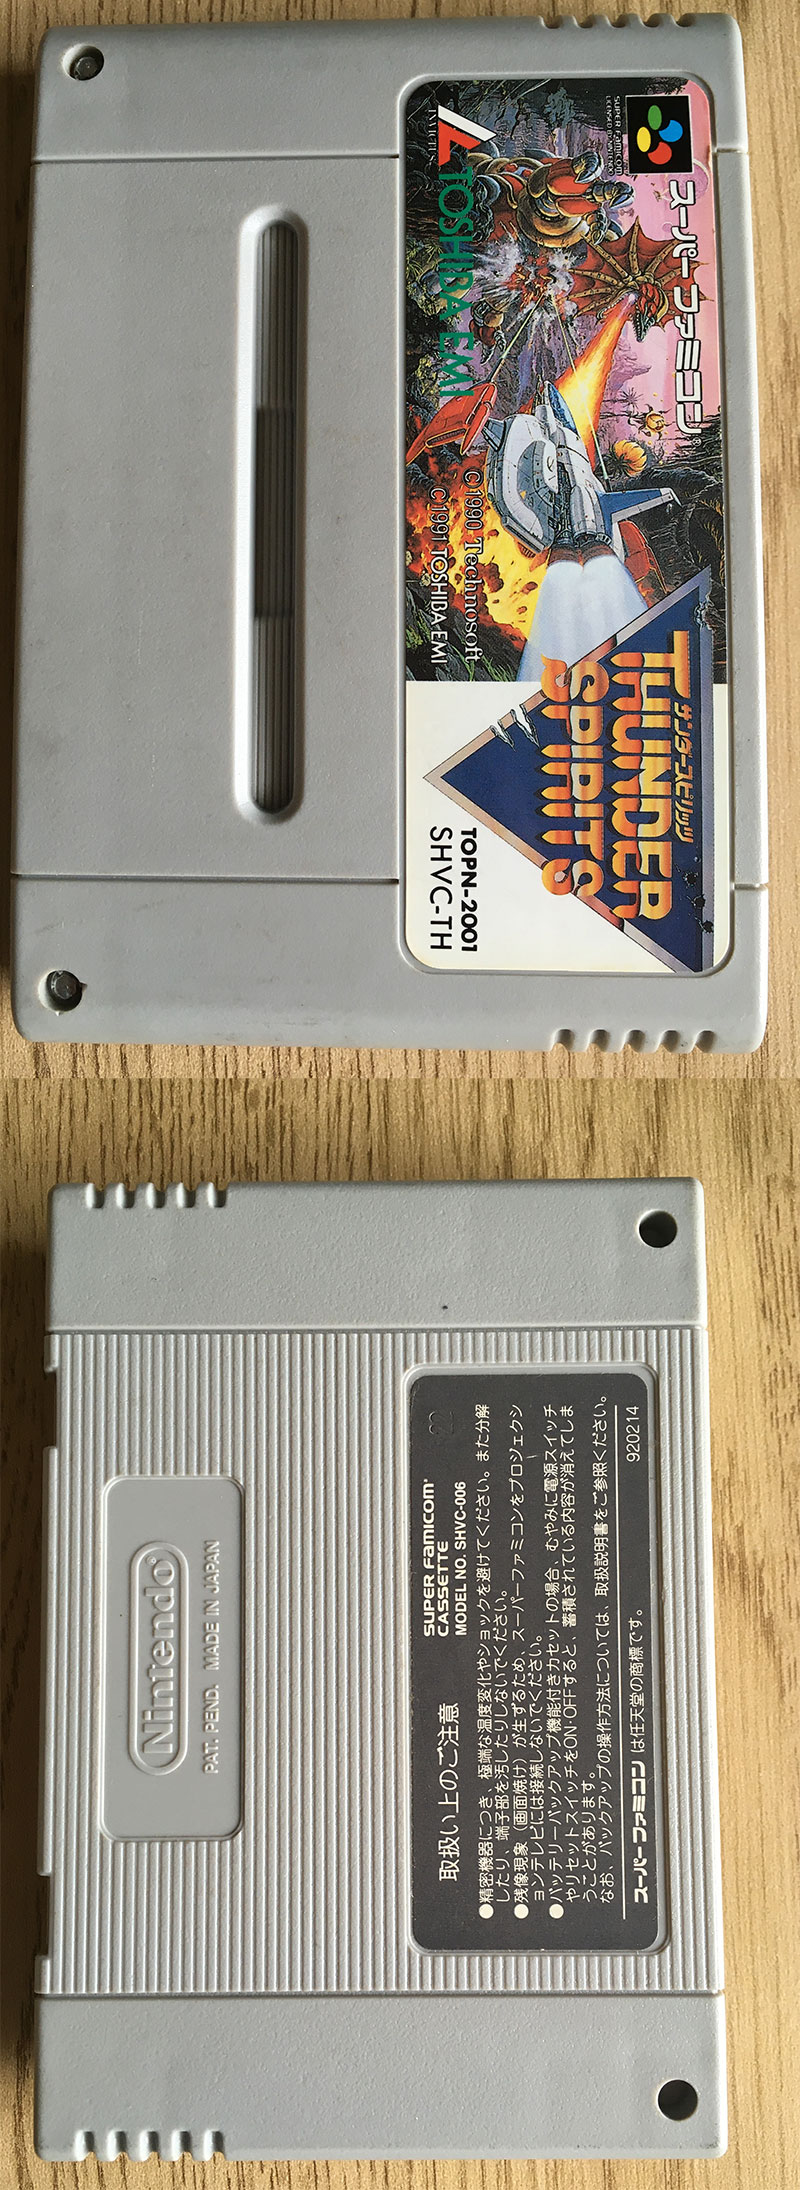 SUPER Famicom
LICENSED BY NINTENDO
スーパーファミコン®
INVITUS
TOSHIBA EMI
©1990 Technosoft
©1991 TOSHIBA-EMI
サンダースピリッツ
THUNDER
SPIRITS
TOPN-2001
SHVC-TH
Nintendo®
PAT. PEND. MADE IN JAPAN
22
取扱い上のご注意
SUPER Famicom®
CASSETTE
MODEL NO. SHVC-006
●精密機器につき、極端な温度変化やショックを避けてください。また分解
したり、端子部を汚したりしないでください。
●残像現象(画面焼け)が生ずるため、スーパーファミコンをプロジェクシ
ョンテレビには接続しないでください。
●バッテリーバックアップ機能付きカセットの場合、むやみに電源スイッチ
やリセットスイッチをON・OFFすると、蓄積されている内容が消えてしま
うことがあります。
なお、バックアップの操作方法については、取扱説明書をご参照ください。
スーパーファミコン は任天堂の商標です。
920214